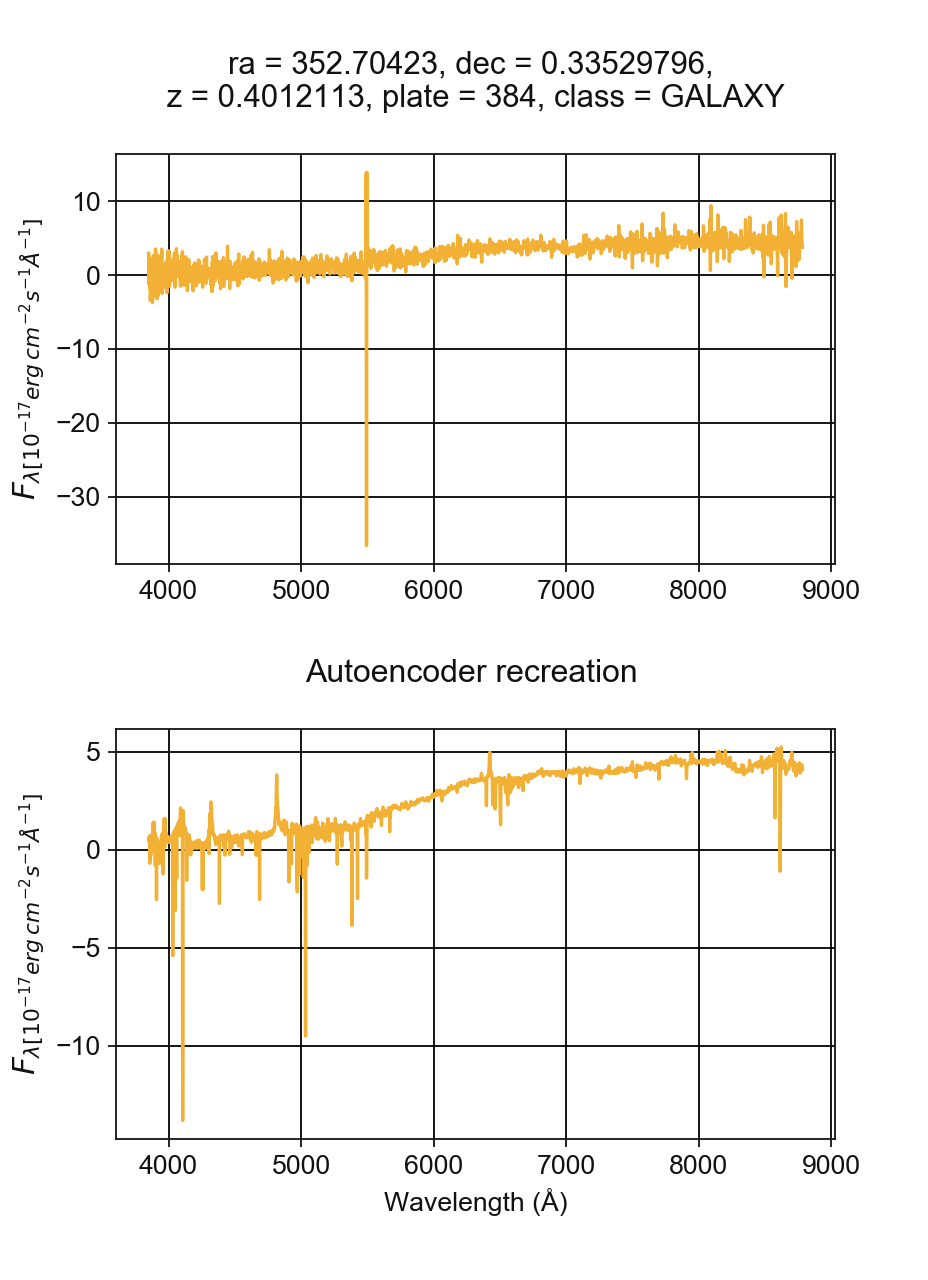 ra = 352.70423, dec = 0.33529796,
z = 0.4012113, plate = 384, class = GALAXY
10
0
−10
−20
−30
F_{λ[10^{−17}erg cm^{−2}s^{−1}Å^{−1}]}
4000 5000 6000 7000 8000 9000
Autoencoder recreation
5
0
−5
−10
F_{λ[10^{−17}erg cm^{−2}s^{−1}Å^{−1}]}
4000 5000 6000 7000 8000 9000
Wavelength (Å)